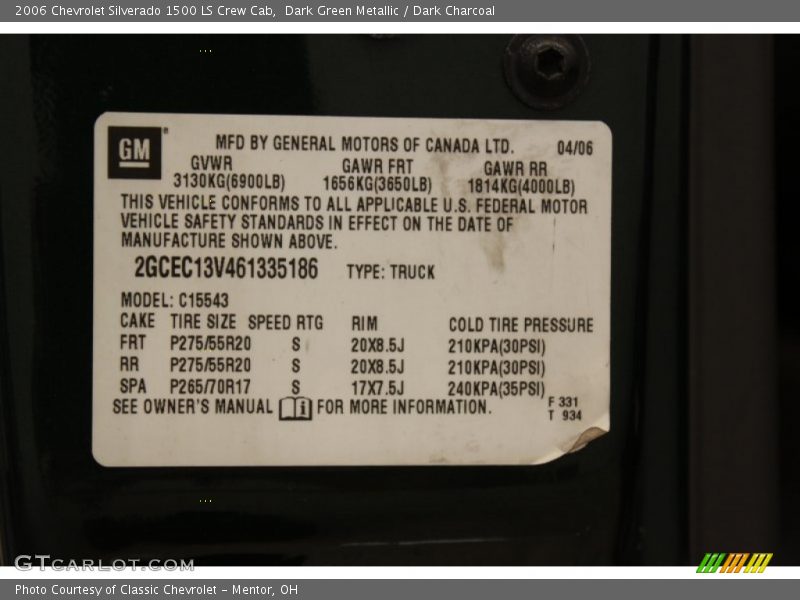 2006 Chevrolet Silverado 1500 LS Crew Cab,  Dark Green Metallic / Dark Charcoal
GM
MFD BY GENERAL MOTORS OF CANADA LTD. 04/06
GVWR GAWR FRT GAWR RR
3130KG(6900LB) 1656KG(3650LB) 1814KG(4000LB)
THIS VEHICLE CONFORMS TO ALL APPLICABLE U.S. FEDERAL MOTOR
VEHICLE SAFETY STANDARDS IN EFFECT ON THE DATE OF
MANUFACTURE SHOWN ABOVE.
2GCEC13V461335186 TYPE: TRUCK
MODEL: C15543
CAKE TIRE SIZE SPEED RTG RIM COLD TIRE PRESSURE
FRT P275/55R20 S 20X8.5J 210KPA(30PSI)
RR P275/55R20 S 20X8.5J 210KPA(30PSI)
SPA P265/70R17 S 17X7.5J 240KPA(35PSI)
SEE OWNER'S MANUAL i FOR MORE INFORMATION.
F 331
T 934
GTCARLOT.COM
Photo Courtesy of Classic Chevrolet - Mentor, OH